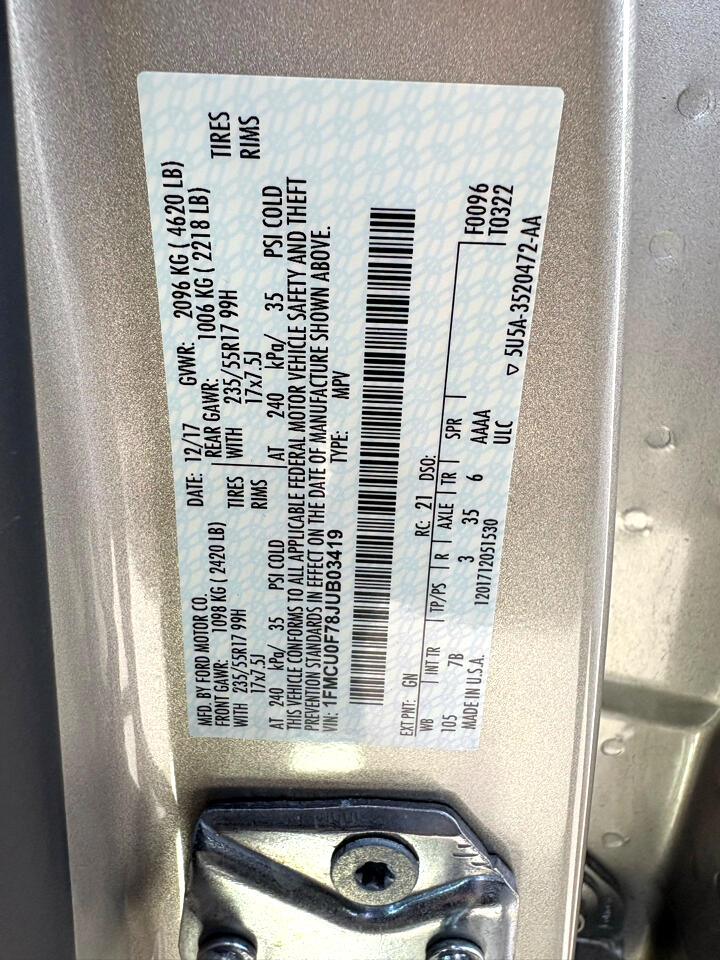 MFD. BY FORD MOTOR CO. DATE: 12/17 GVWR: 2096 KG ( 4620 LB)
FRONT GAWR: 1098 KG ( 2420 LB) REAR GAWR: 1006 KG ( 2218 LB)
WITH 235/55R17 99H TIRES WITH 235/55R17 99H TIRES
17x7.5J RIMS 17x7.5J RIMS
AT 240 kPa/ 35 PSI COLD AT 240 kPa/ 35 PSI COLD
THIS VEHICLE CONFORMS TO ALL APPLICABLE FEDERAL MOTOR VEHICLE SAFETY AND THEFT
PREVENTION STANDARDS IN EFFECT ON THE DATE OF MANUFACTURE SHOWN ABOVE.
VIN: 1FMCU0F78JUB03419 TYPE: MPV
EXT PNT: GN RC: 21 DSO: F0096
WB INT TR TP/PS R AXLE TR SPR T0322
105 7B 3 35 6 AAAA
MADE IN U.S.A. 1201712051530 ULC ▽ 5U5A-3520472-AA